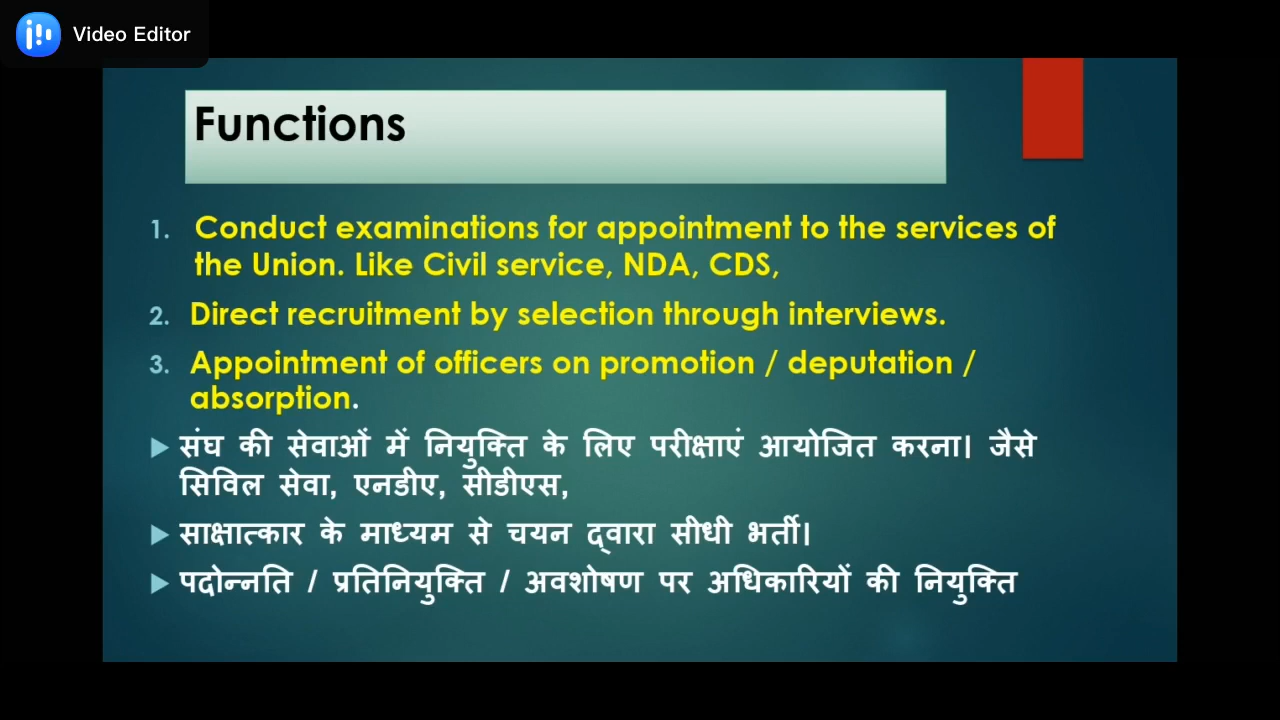 Video Editor
Functions
1. Conduct examinations for appointment to the services of
the Union. Like Civil service, NDA, CDS,
2. Direct recruitment by selection through interviews.
3. Appointment of officers on promotion / deputation /
absorption.
संघ की सेवाओं में नियुक्ति के लिए परीक्षाएं आयोजित करना। जैसे
सिविल सेवा, एनडीए, सीडीएस,
साक्षात्कार के माध्यम से चयन द्वारा सीधी भर्ती।
पदोन्नति / प्रतिनियुक्ति / अवशोषण पर अधिकारियों की नियुक्ति